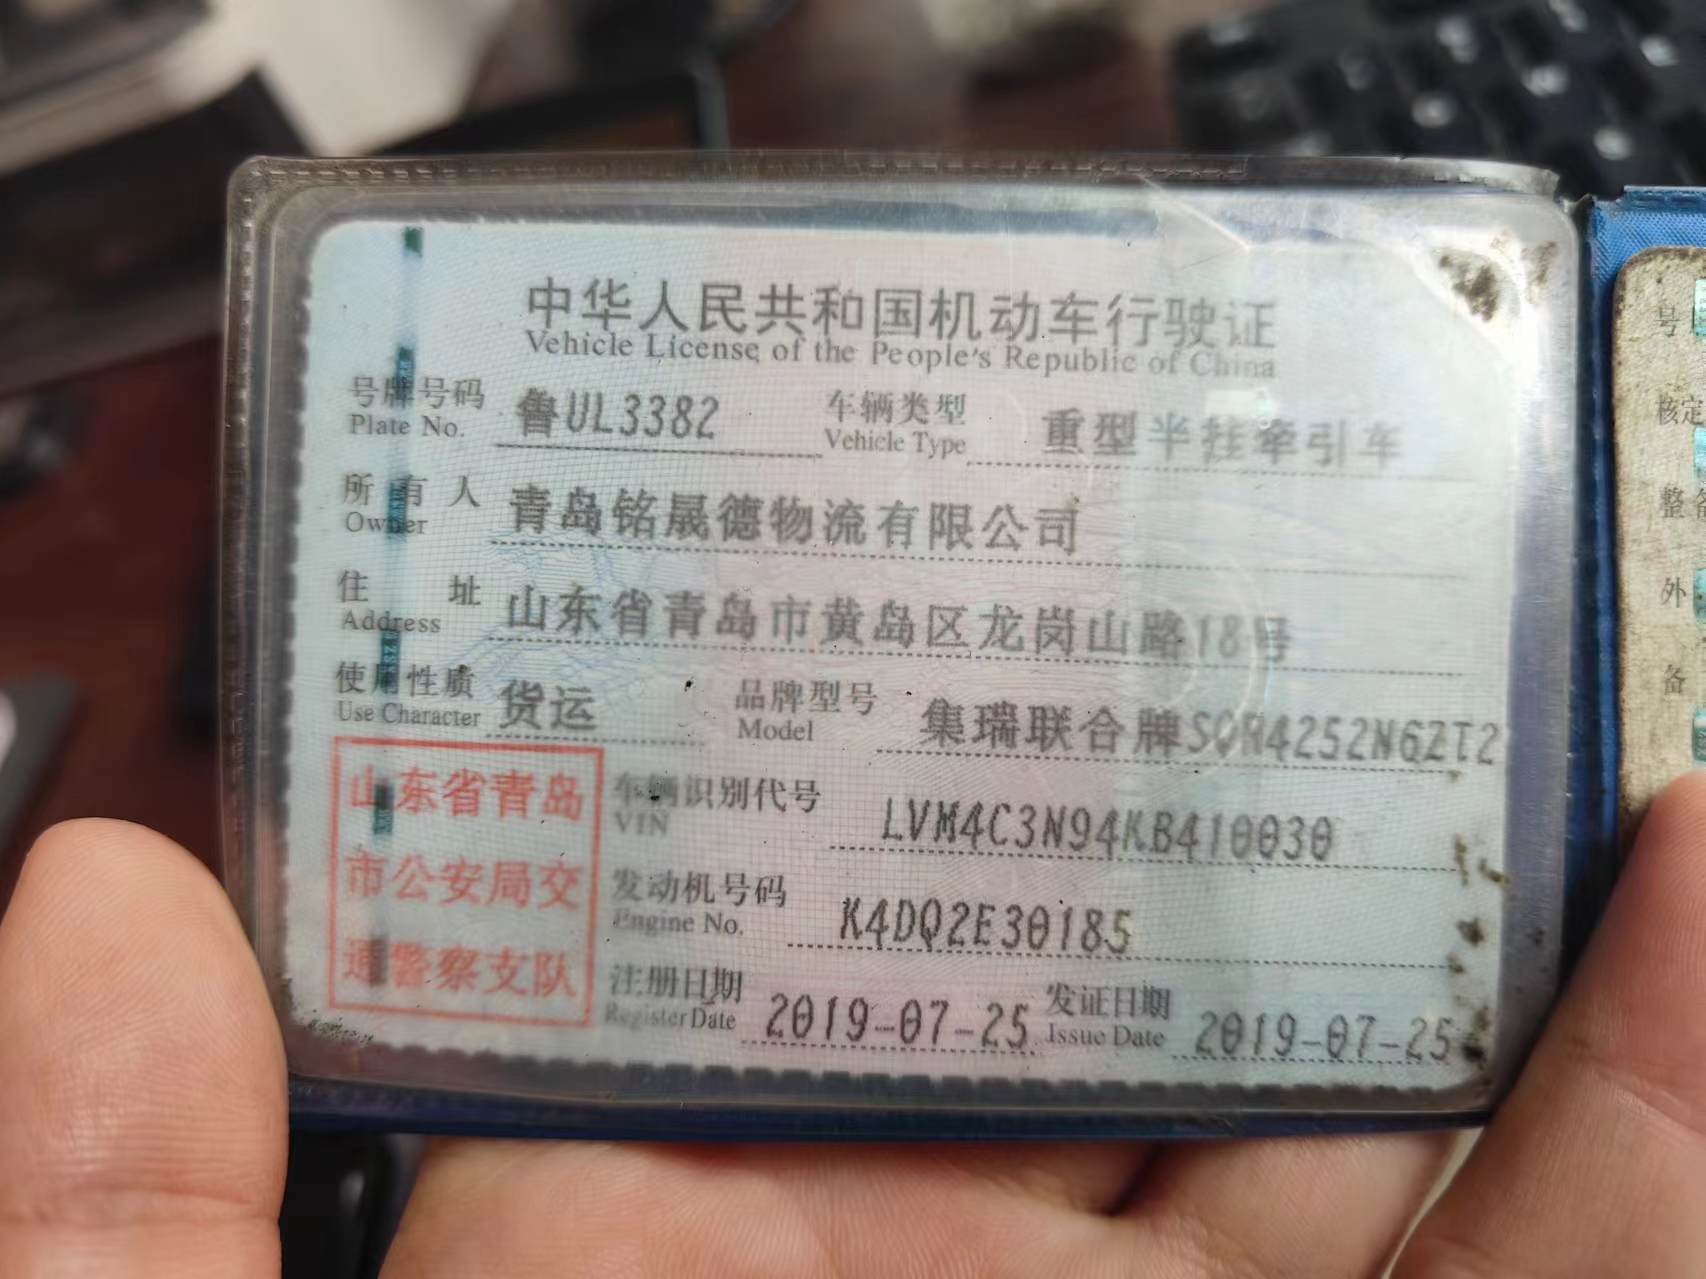 中华人民共和国机动车行驶证
Vehicle License of the People's Republic of China
号牌号码 鲁UL3382 车辆类型 重型半挂牵引车
Plate No. Vehicle Type
所有人 青岛铭晟德物流有限公司
Owner
住址 山东省青岛市黄岛区龙岗山路18号
Address
使用性质 货运 品牌型号 集瑞联合牌SQR4252N6ZT2
Use Character Model
山东省青岛
市公安局交
通警察支队
车辆识别代号 LVM4C3N94KB410030
VIN
发动机号码 K4DQ2E30185
Engine No.
注册日期 2019-07-25 发证日期 2019-07-25
Register Date Issue Date
号
核定
整备
外
备